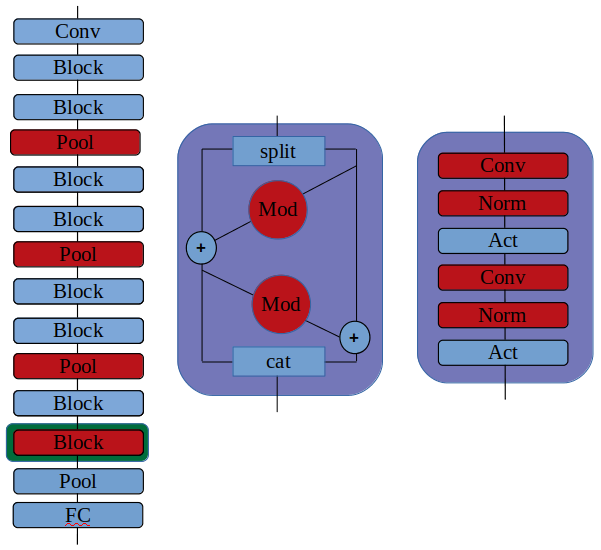 Conv
Block
Block
Pool
Block
Block
Pool
Block
Block
Pool
Block
Block
Pool
FC
split
Mod
+
Mod
+
cat
Conv
Norm
Act
Conv
Norm
Act